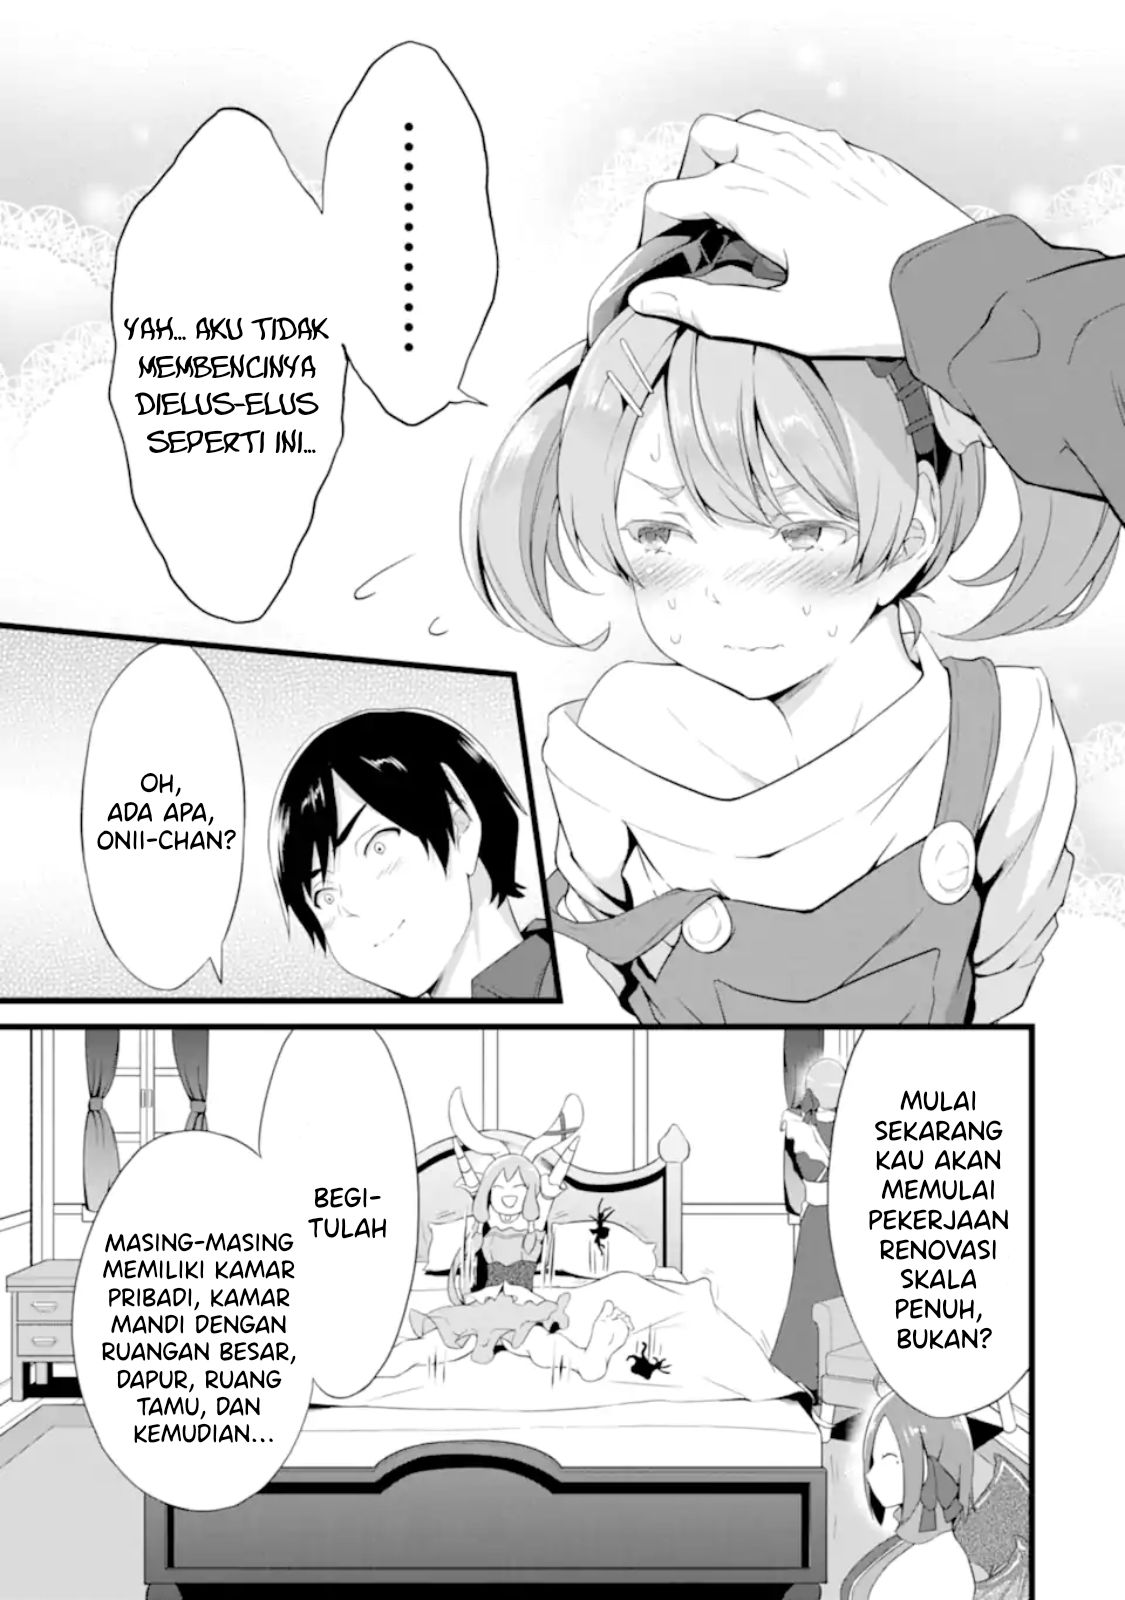 ............
YAH... AKU TIDAK
MEMBENCINYA
DIELUS-ELUS
SEPERTI INI...
OH,
ADA APA,
ONII-CHAN?
MULAI
SEKARANG
KAU AKAN
MEMULAI
PEKERJAAN
RENOVASI
SKALA
PENUH,
BUKAN?
BEGI-
TULAH
MASING-MASING
MEMILIKI KAMAR
PRIBADI, KAMAR
MANDI DENGAN
RUANGAN BESAR,
DAPUR, RUANG
TAMU, DAN
KEMUDIAN...